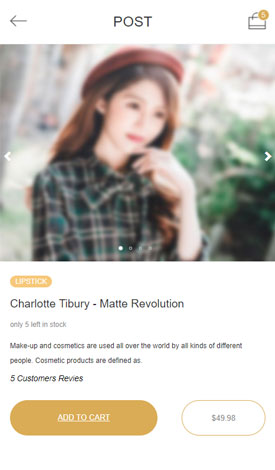 POST
5
LIPSTICK
Charlotte Tibury - Matte Revolution
only 5 left in stock
Make-up and cosmetics are used all over the world by all kinds of different
people. Cosmetic products are defined as.
5 Customers Revies
ADD TO CART
$49.98